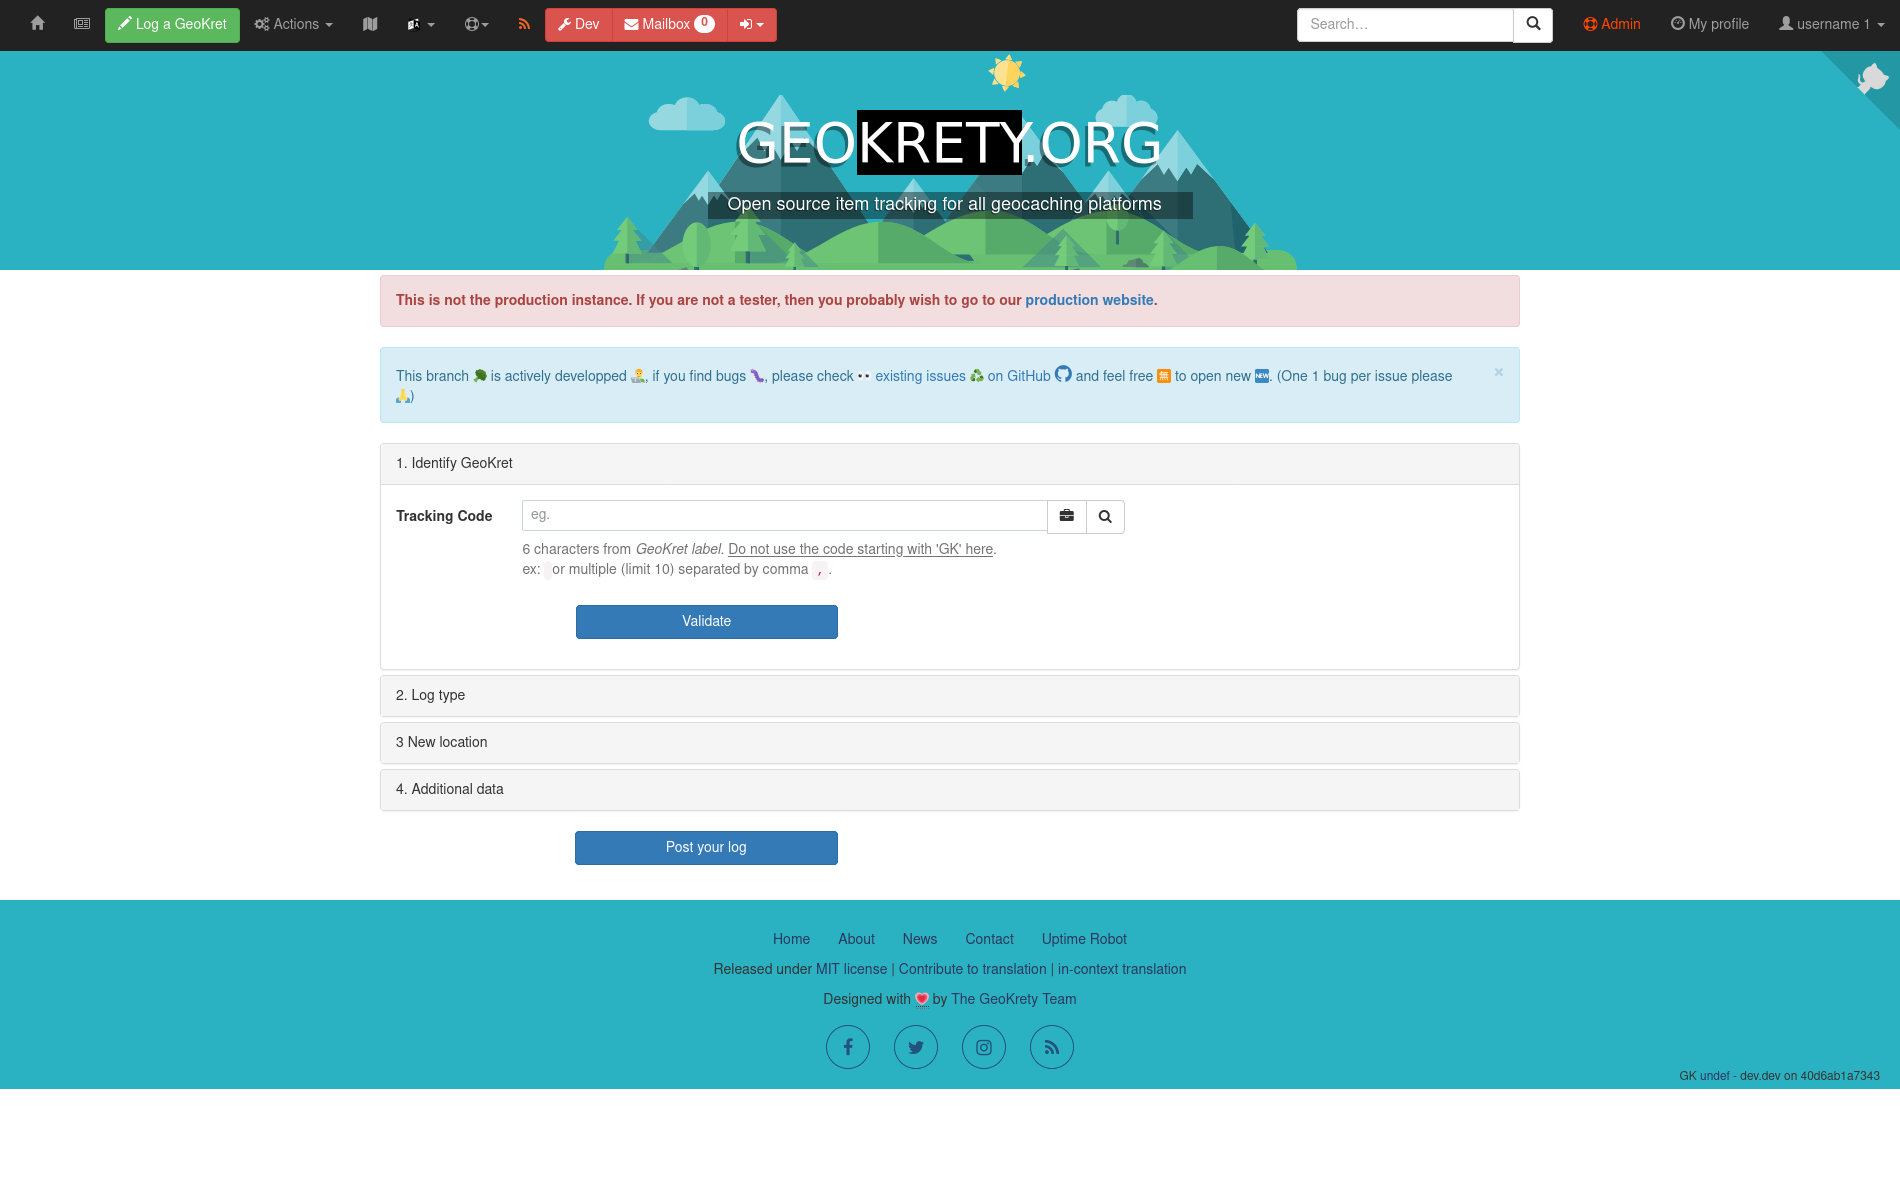 Log a GeoKret Actions Dev Mailbox 0 Search... Admin My profile username 1
GEOKRETY.ORG
Open source item tracking for all geocaching platforms
This is not the production instance. If you are not a tester, then you probably wish to go to our production website.
This branch 🥦 is actively developped 👷, if you find bugs 🐛, please check 👀 existing issues ♻ on GitHub and feel free 🈚 to open new 🆕. (One 1 bug per issue please
🙏)
×
1. Identify GeoKret
Tracking Code eg.
6 characters from GeoKret label. Do not use the code starting with 'GK' here.
ex: or multiple (limit 10) separated by comma , .
Validate
2. Log type
3 New location
4. Additional data
Post your log
Home About News Contact Uptime Robot
Released under MIT license | Contribute to translation | in-context translation
Designed with 💗 by The GeoKrety Team
GK undef - dev.dev on 40d6ab1a7343